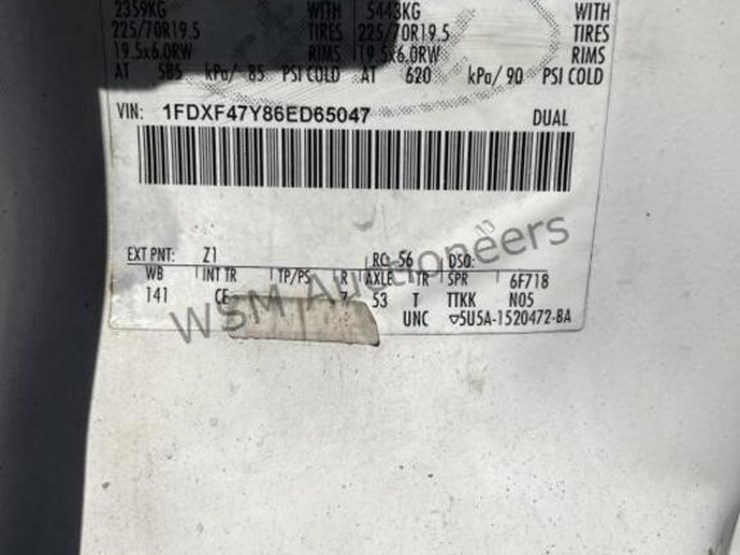 2359KG WITH 5443KG WITH
225/70R19.5 TIRES 225/70R19.5 TIRES
19.5x6.0RW RIMS 19.5x6.0RW RIMS
AT 585 kPa/ 85 PSI COLD AT 620 kPa/ 90 PSI COLD
VIN: 1FDXF47Y86ED65047 DUAL
EXT PNT: Z1 RC: 56 DSO:
WB INT TR TP/PS R AXLE TR SPR 6F718
141 CE 7 53 T TTKK N05
UNC ▽5U5A-1520472-BA
WSM Auctioneers